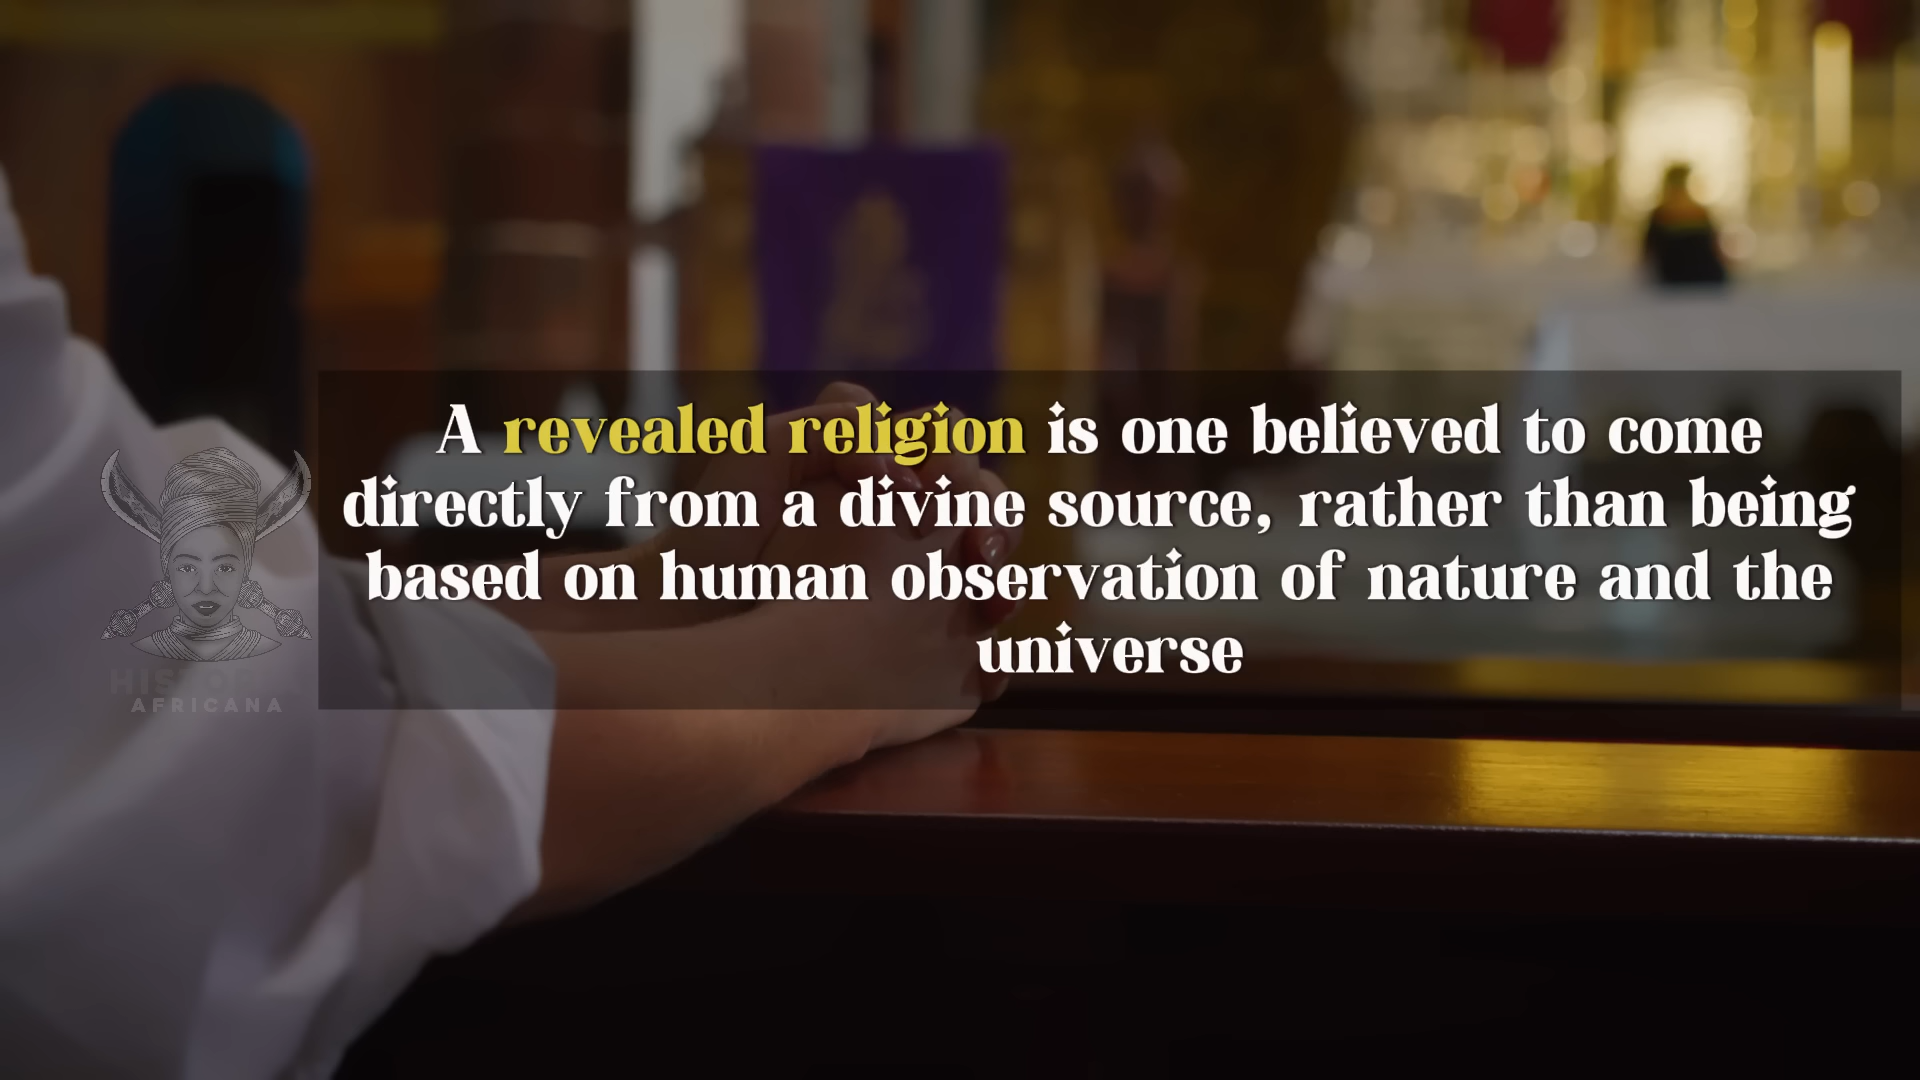 A revealed religion is one believed to come
directly from a divine source, rather than being
based on human observation of nature and the
universe
AFRICANA